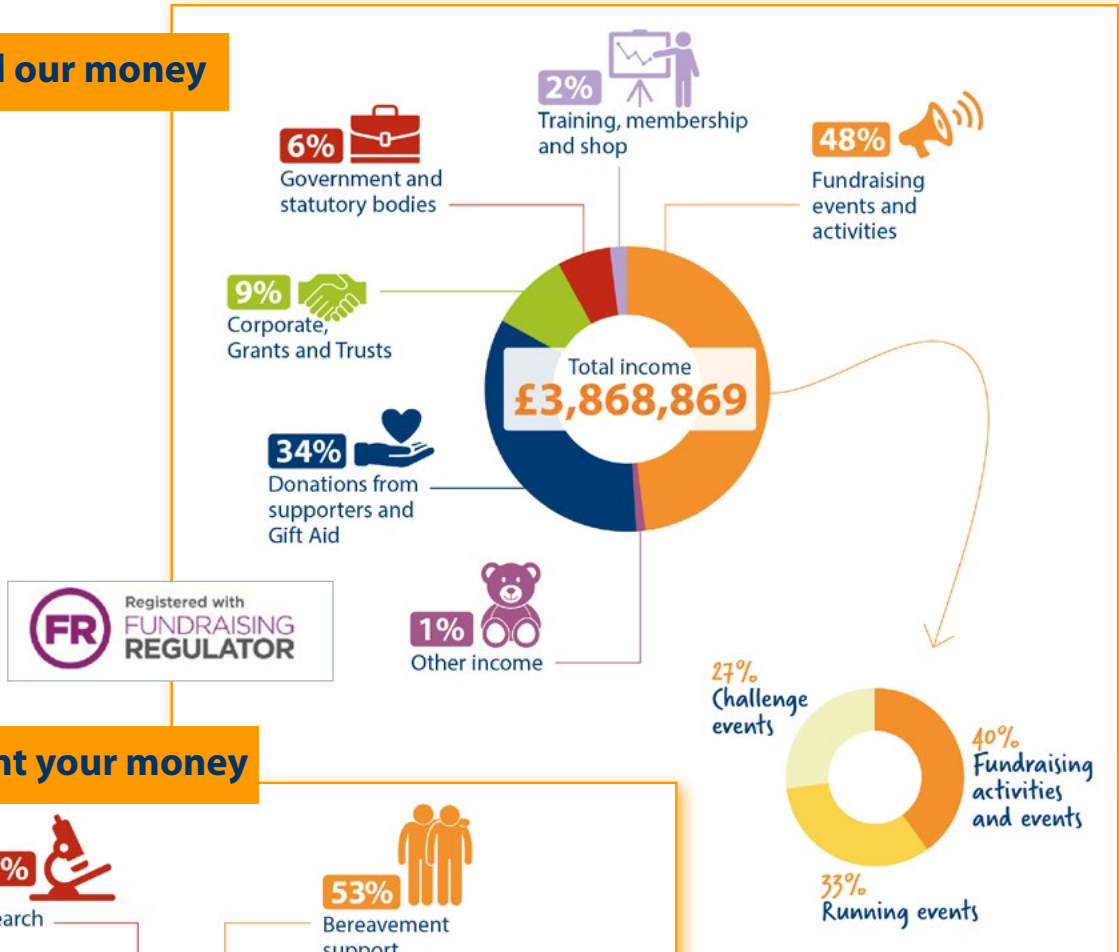 our money
2%
Training, membership
and shop
6%
Government and
statutory bodies
48%
Fundraising
events and
activities
9%
Corporate,
Grants and Trusts
Total income
£3,868,869
34%
Donations from
supporters and
Gift Aid
1%
Other income
Registered with
FR
FUNDRAISING
REGULATOR
27%
Challenge
events
40%
Fundraising
activities
and events
33%
Running events
your money
%
53%
Bereavement
support